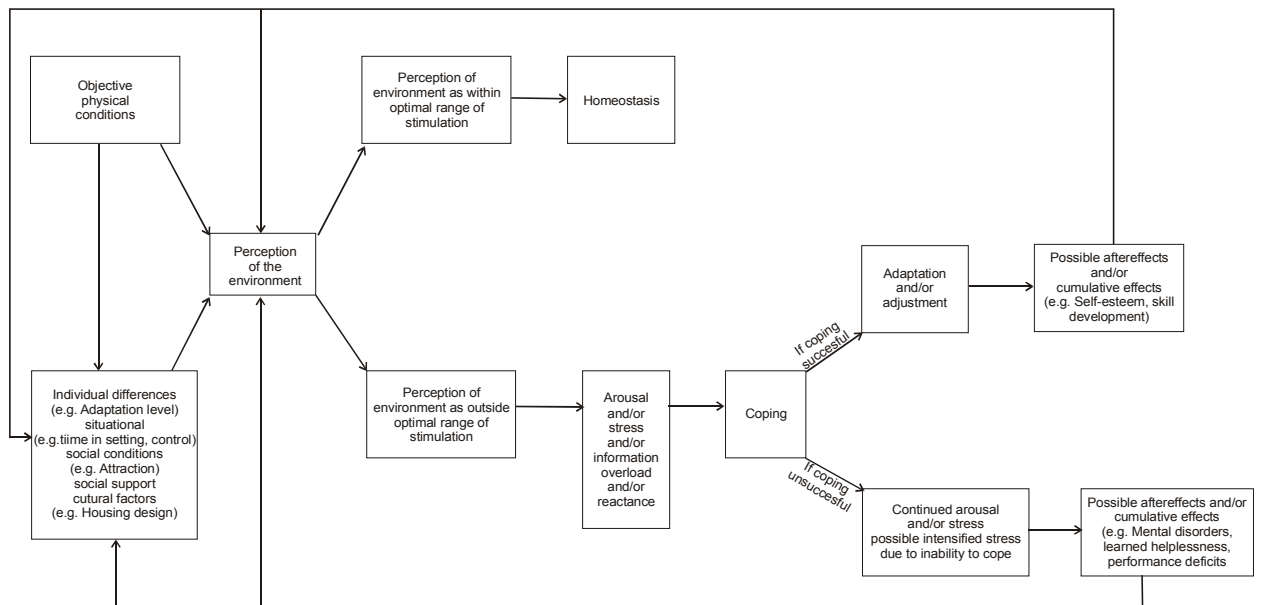 Objective
physical
conditions
Perception of
environment as within
optimal range of
stimulation
Homeostasis
Perception
of the
environment
Adaptation
and/or
adjustment
Possible aftereffects
and/or
cumulative effects
(e.g. Self-esteem, skill
development)
If coping
succesful
Individual differences
(e.g. Adaptation level)
situational
(e.g.tiime in setting, control)
social conditions
(e.g. Attraction)
social support
cutural factors
(e.g. Housing design)
Perception of
environment as outside
optimal range of
stimulation
Arousal
and/or
stress
and/or
information
overload
and/or
reactance
Coping
If coping
unsuccesful
Continued arousal
and/or stress
possible intensified stress
due to inability to cope
Possible aftereffects and/or
cumulative effects
(e.g. Mental disorders,
learned helplessness,
performance deficits